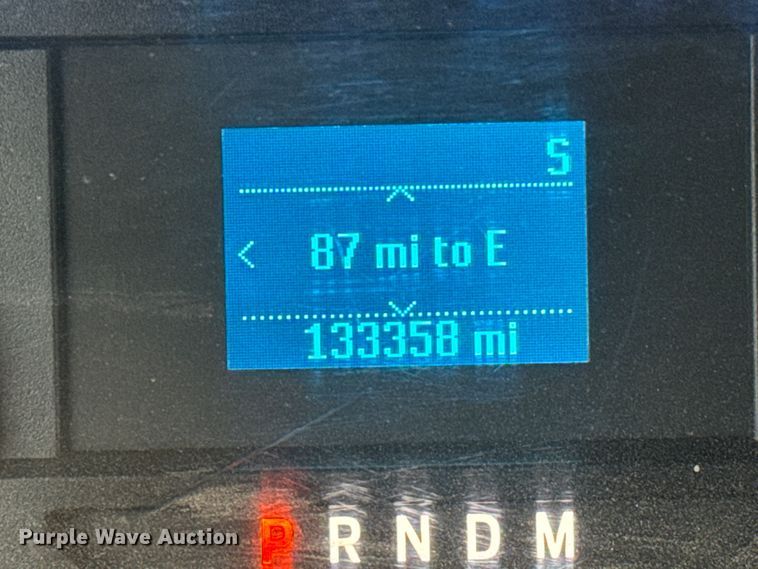 S
87 mi to E
133358 mi
P R N D M
Purple Wave Auction